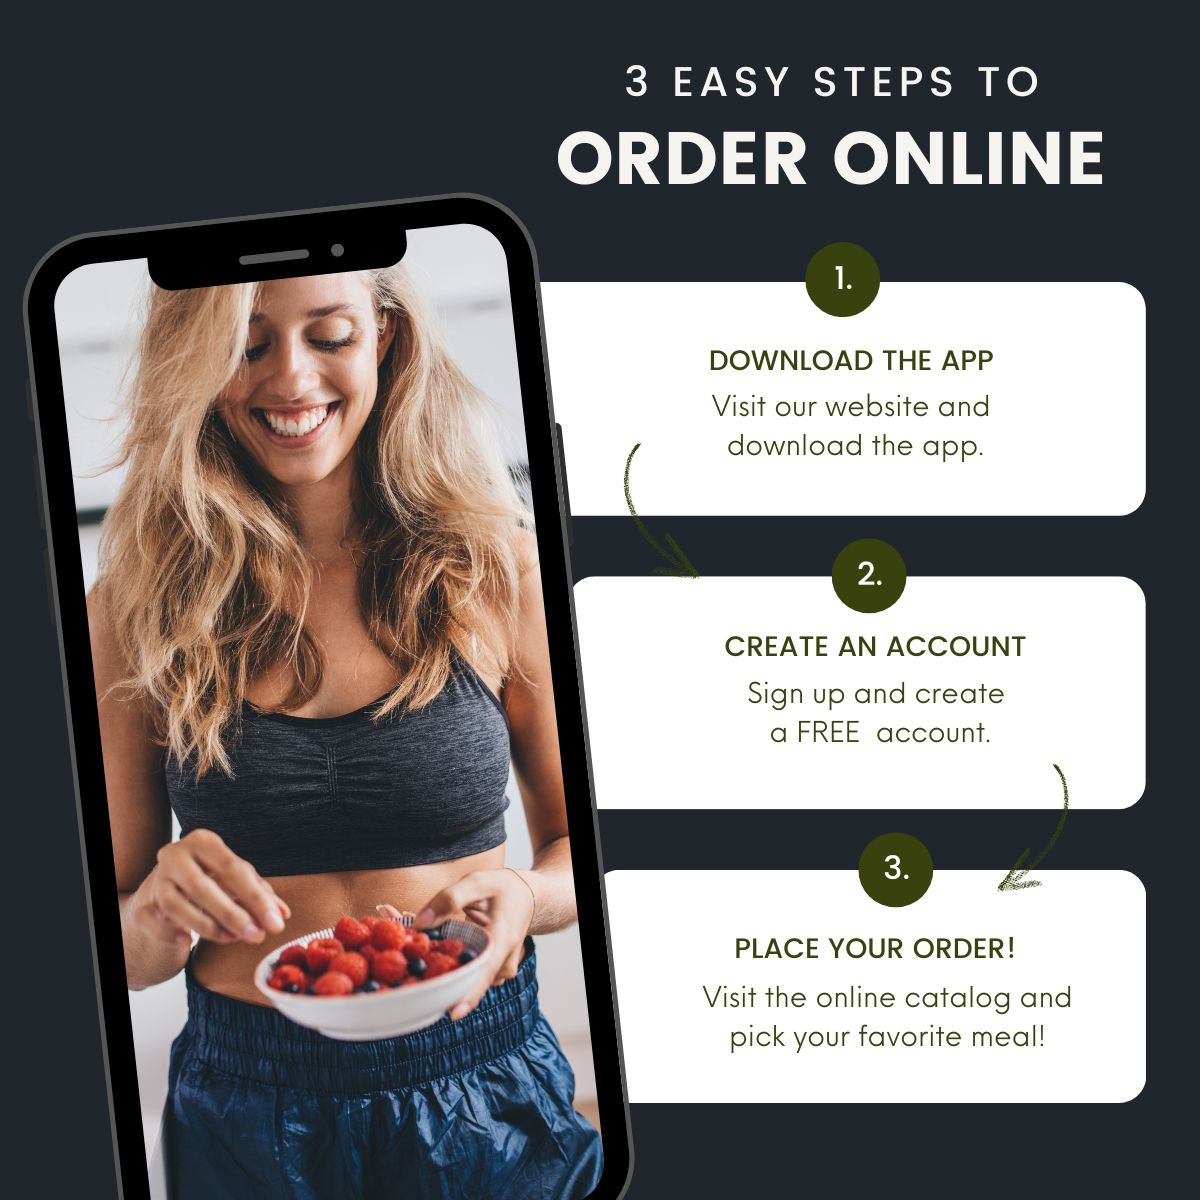 3 EASY STEPS TO
ORDER ONLINE
1.
DOWNLOAD THE APP
Visit our website and
download the app.
2.
CREATE AN ACCOUNT
Sign up and create
a FREE account.
3.
PLACE YOUR ORDER!
Visit the online catalog and
pick your favorite meal!